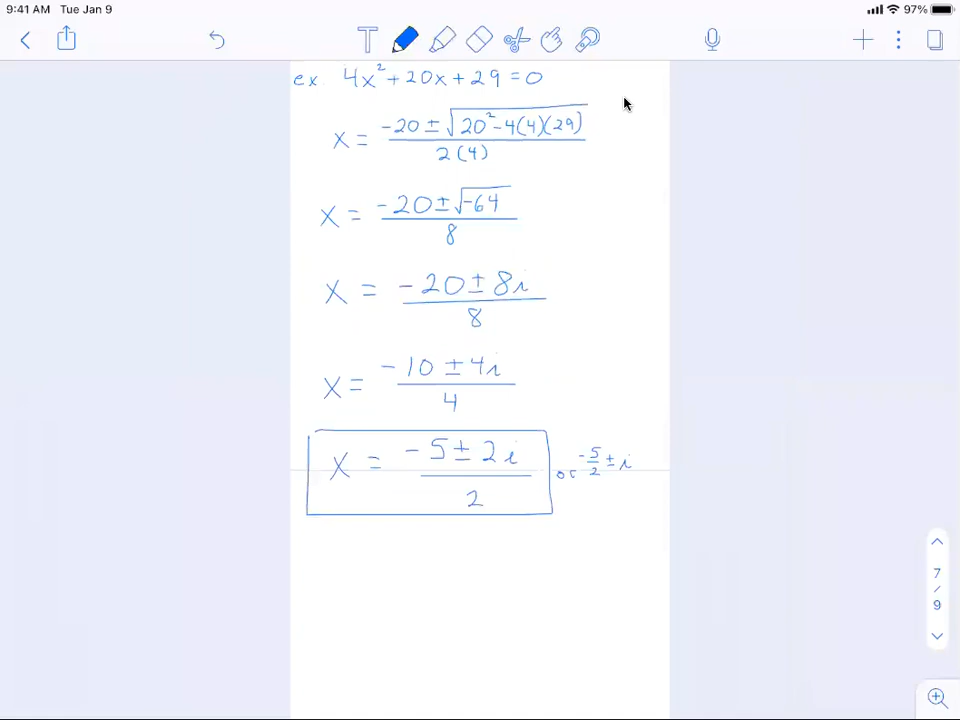 9:41 AM Tue Jan 9 97%
T
ex. 4x² + 20x + 29 = 0
x = (-20 ± √(20² - 4(4)(29))) / 2(4)
x = (-20 ± √-64) / 8
x = (-20 ± 8i) / 8
x = (-10 ± 4i) / 4
x = (-5 ± 2i) / 2 or -5/2 ± i
7
/
9